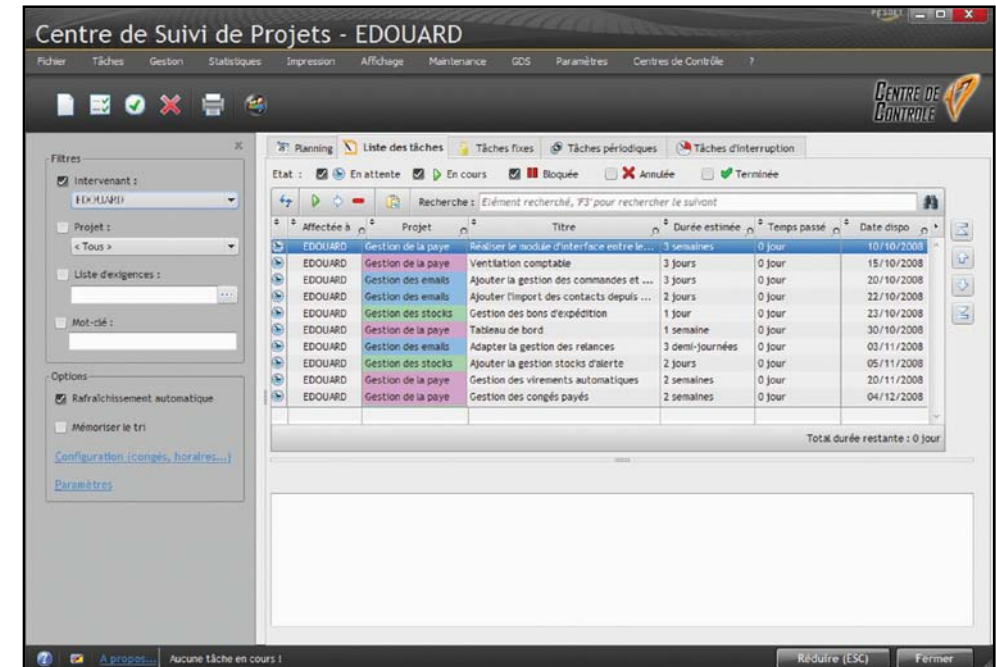 Centre de Suivi de Projets - EDOUARD
Fichier Tâches Gestion Statistiques Impression Affichage Maintenance GDS Paramètres Centres de Contrôle ?
CENTRE DE
CONTROLE
Filtres
Intervenant :
EDOUARD
Projet :
< Tous >
Liste d'exigences :
Mot-clé :
Options
Rafraîchissement automatique
Mémoriser le tri
Configuration (congés, horaires...)
Paramètres
Planning Liste des tâches Tâches fixes Tâches périodiques Tâches d'interruption
Etat : En attente En cours Bloquée Annulée Terminée
Recherche : Elément recherché, 'F3' pour rechercher le suivant
Affectée à Projet Titre Durée estimée Temps passé Date dispo
EDOUARD Gestion de la paye Réaliser le module d'interface entre le... 3 semaines 0 jour 10/10/2008
EDOUARD Gestion de la paye Ventilation comptable 3 jours 0 jour 15/10/2008
EDOUARD Gestion des emails Ajouter la gestion des commandes et ... 3 jours 0 jour 20/10/2008
EDOUARD Gestion des emails Ajouter l'import des contacts depuis ... 2 jours 0 jour 22/10/2008
EDOUARD Gestion des stocks Gestion des bons d'expédition 1 jour 0 jour 23/10/2008
EDOUARD Gestion de la paye Tableau de bord 1 semaine 0 jour 30/10/2008
EDOUARD Gestion des emails Adapter la gestion des relances 3 demi-journées 0 jour 03/11/2008
EDOUARD Gestion des stocks Ajouter la gestion stocks d'alerte 2 jours 0 jour 05/11/2008
EDOUARD Gestion de la paye Gestion des virements automatiques 2 semaines 0 jour 20/11/2008
EDOUARD Gestion de la paye Gestion des congés payés 2 semaines 0 jour 04/12/2008
Total durée restante : 0 jour
A propos... Aucune tâche en cours !
Réduire (ESC) Fermer